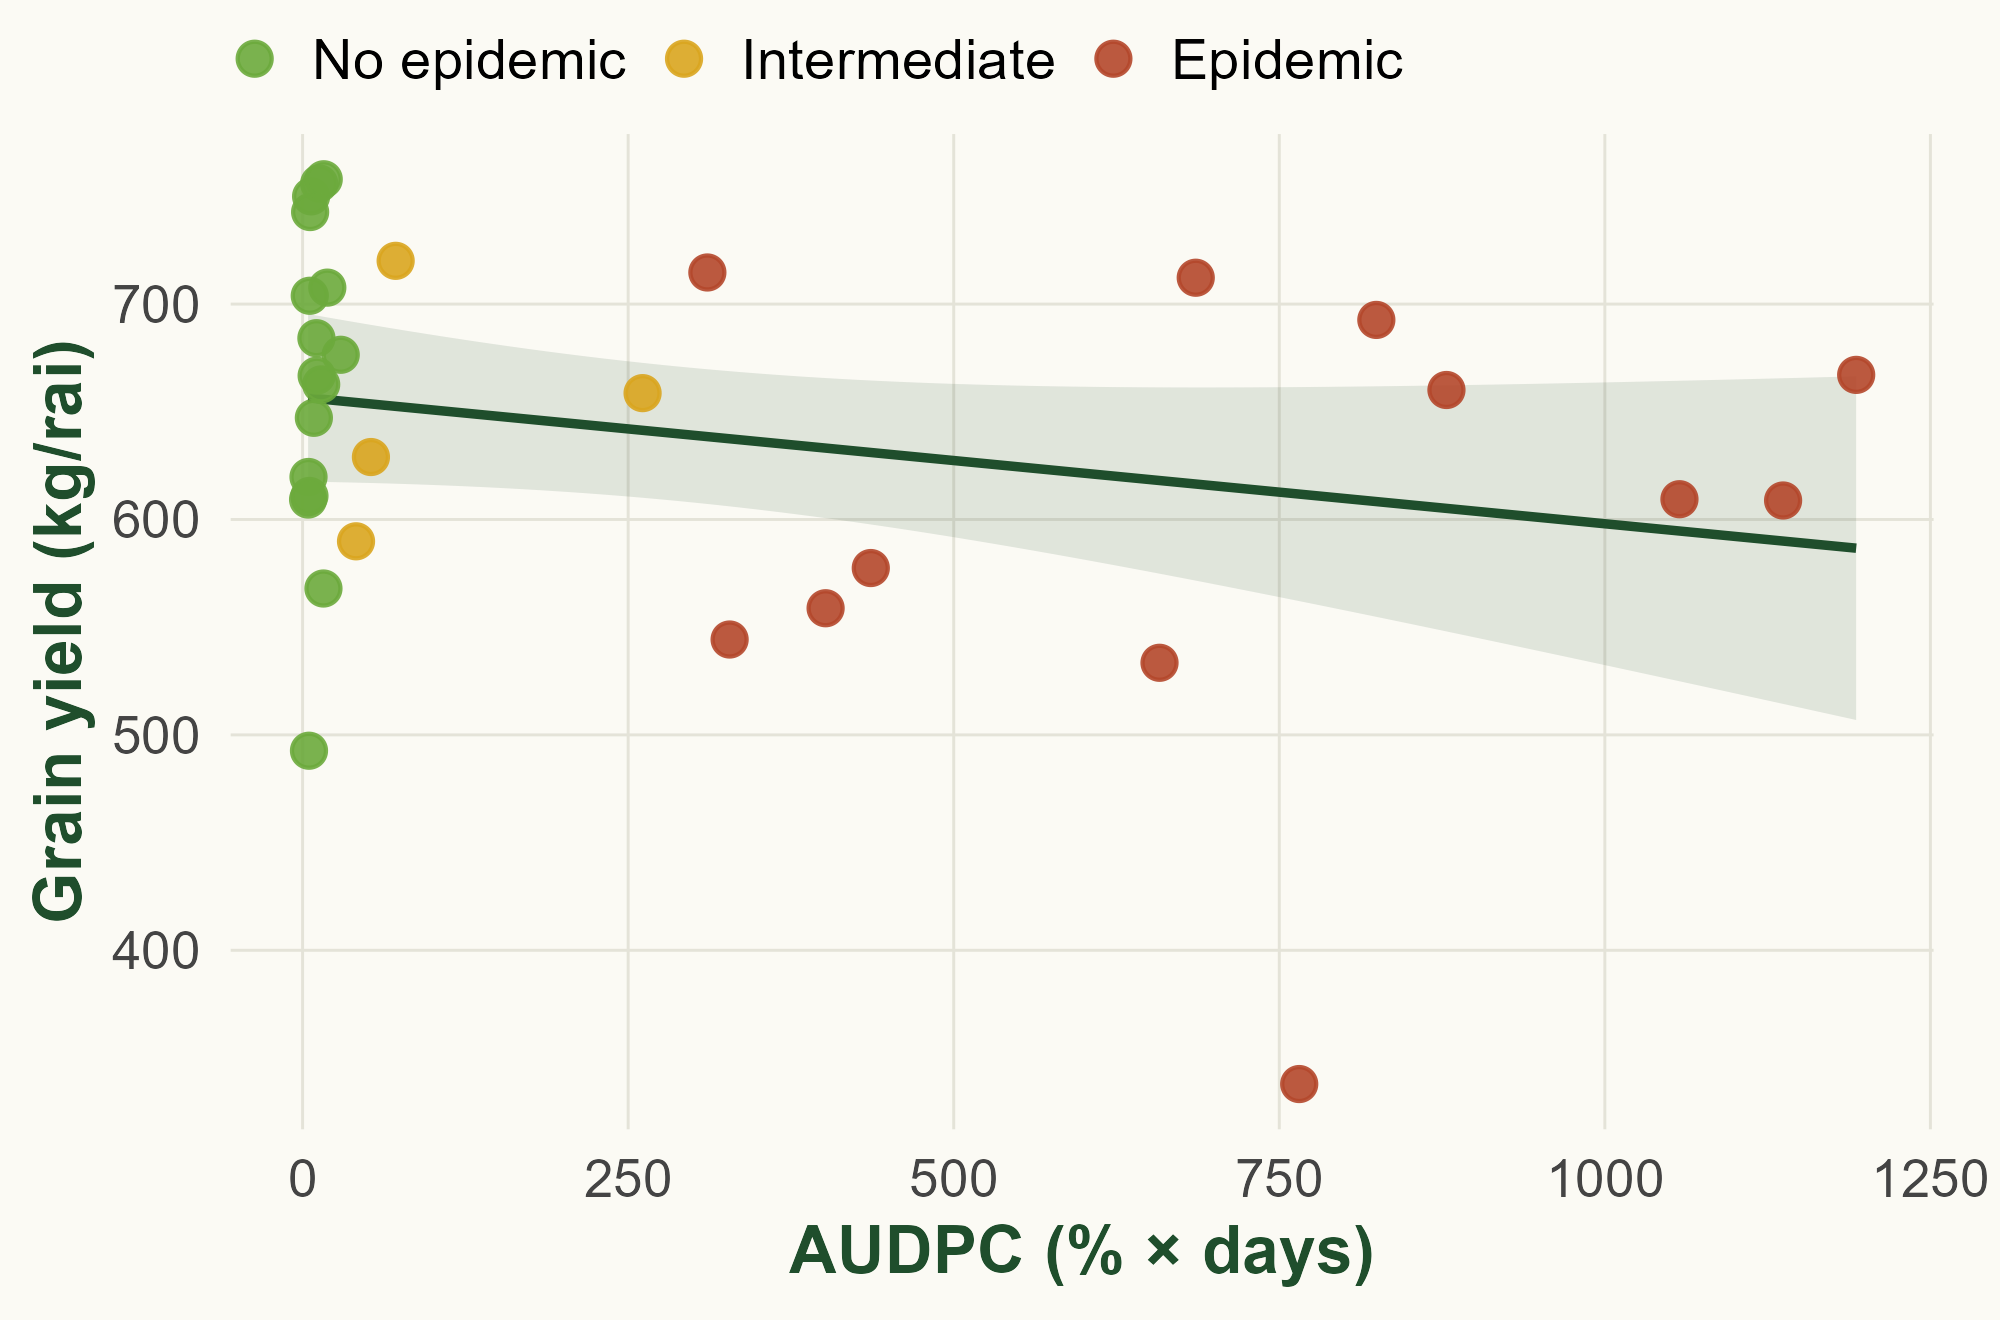 No epidemic
Intermediate
Epidemic
Grain yield (kg/rai)
700
600
500
400
0
250
500
750
1000
1250
AUDPC (% × days)